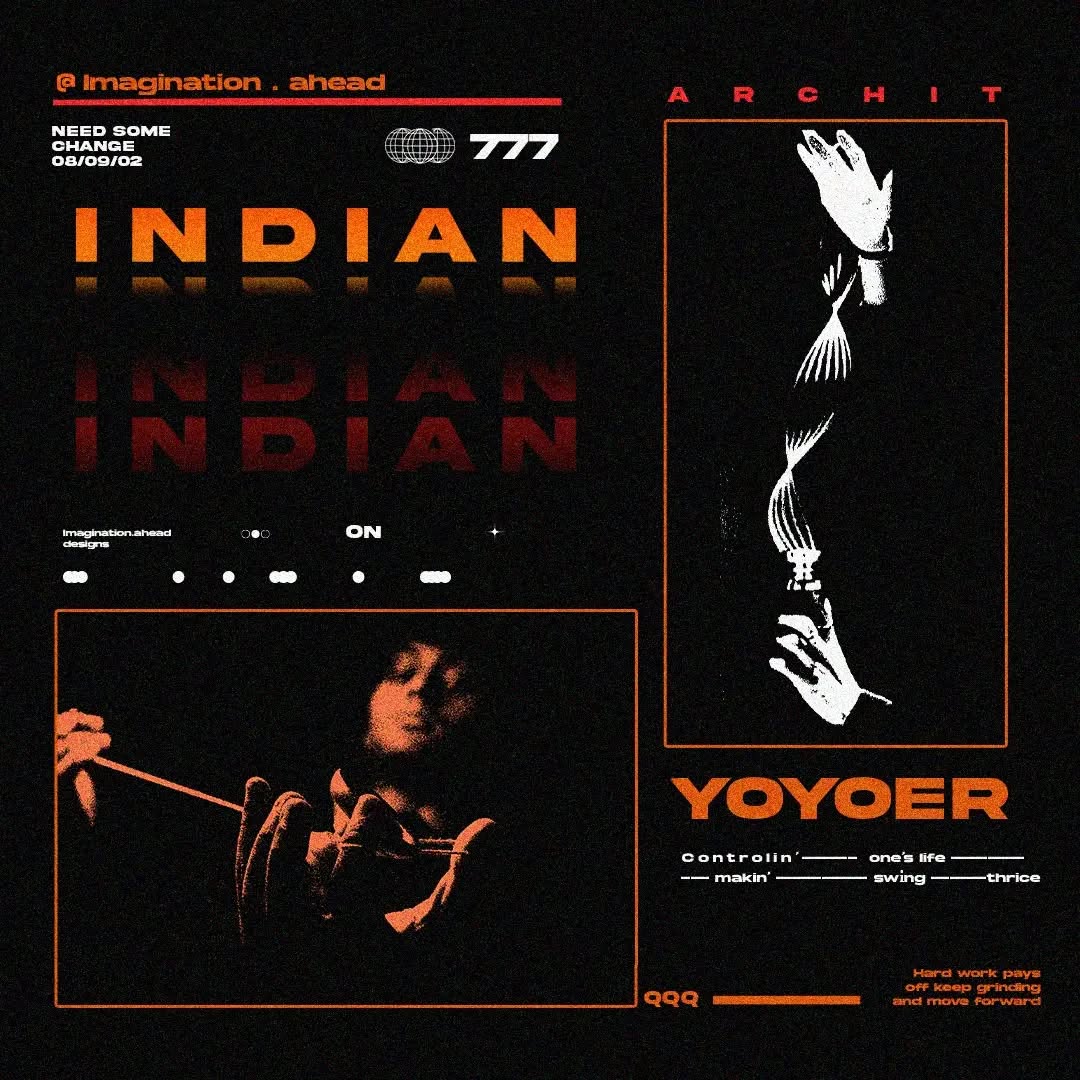 @ Imagination . ahead
NEED SOME
CHANGE
08/09/02
777
INDIAN
INDIAN
INDIAN
INDIAN
Imagination.ahead
designs
ON
ARCHIT
YOYOER
Controlin'——— one's life ————
—— makin' ————— swing ———thrice
QQQ
Hard work pays
off keep grinding
and move forward